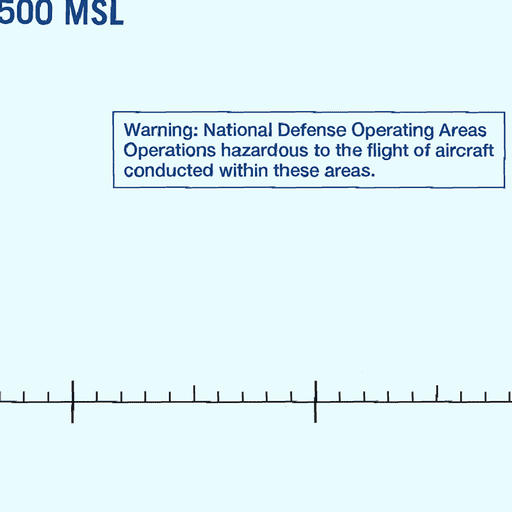 500 MSL
Warning: National Defense Operating Areas
Operations hazardous to the flight of aircraft
conducted within these areas.